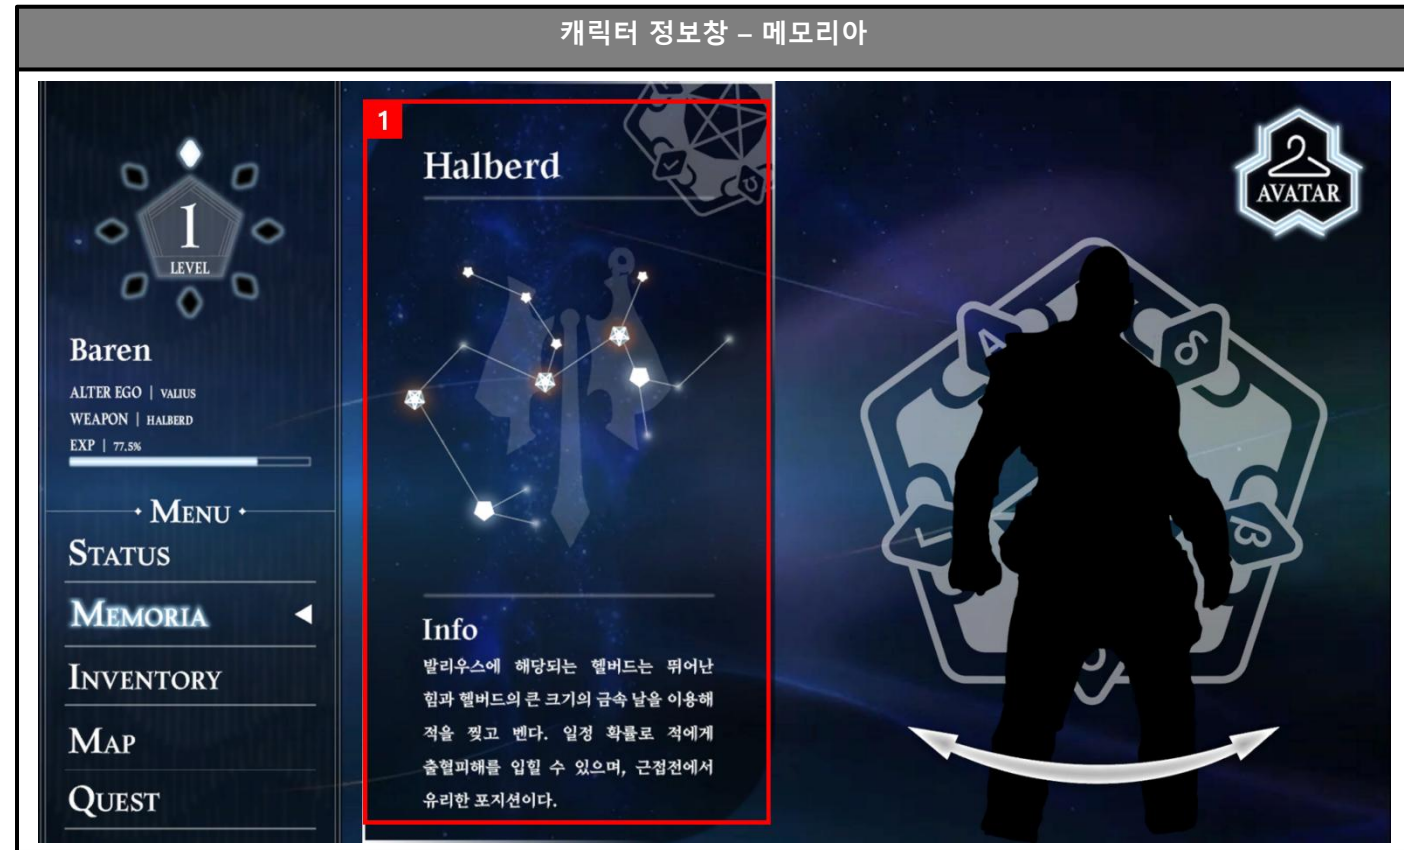 캐릭터 정보창 – 메모리아
1
LEVEL
Baren
ALTER EGO | VALIUS
WEAPON | HALBERD
EXP | 77.5%
MENU
STATUS
MEMORIA
INVENTORY
MAP
QUEST
1
Halberd
Info
발리우스에 해당되는 헬버드는 뛰어난
힘과 헬버드의 큰 크기의 금속 날을 이용해
적을 찢고 벤다. 일정 확률로 적에게
출혈피해를 입힐 수 있으며, 근접전에서
유리한 포지션이다.
AVATAR
δ
β